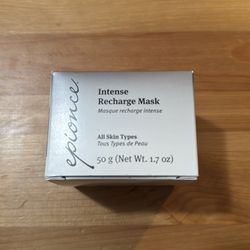 epionce.
Intense
Recharge Mask
Masque recharge intense
All Skin Types
Tous Types de Peau
50 g (Net Wt. 1.7 oz)